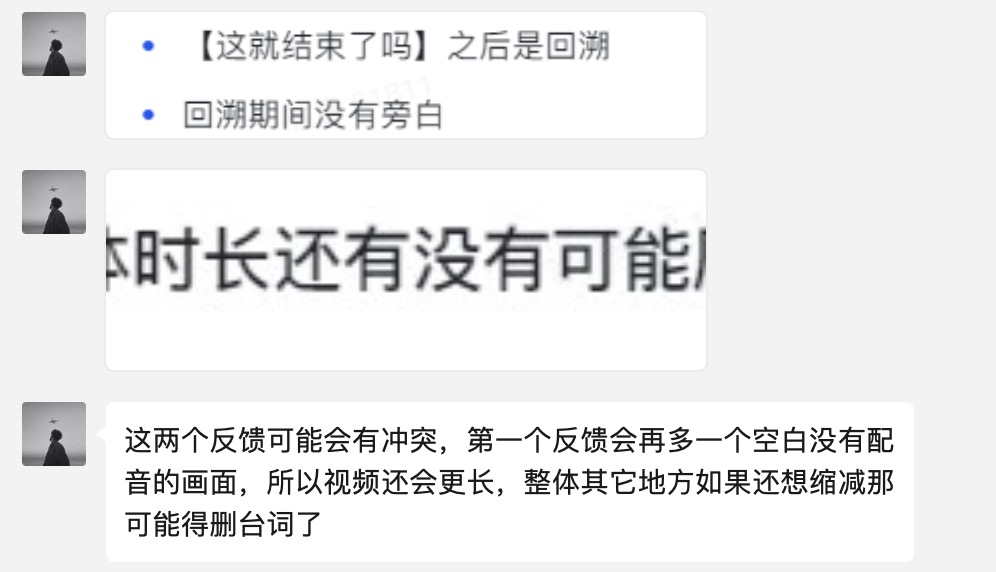 【这就结束了吗】之后是回溯
回溯期间没有旁白
时长还有没有可能
这两个反馈可能会有冲突，第一个反馈会再多一个空白没有配
音的画面，所以视频还会更长，整体其它地方如果还想缩减那
可能得删台词了